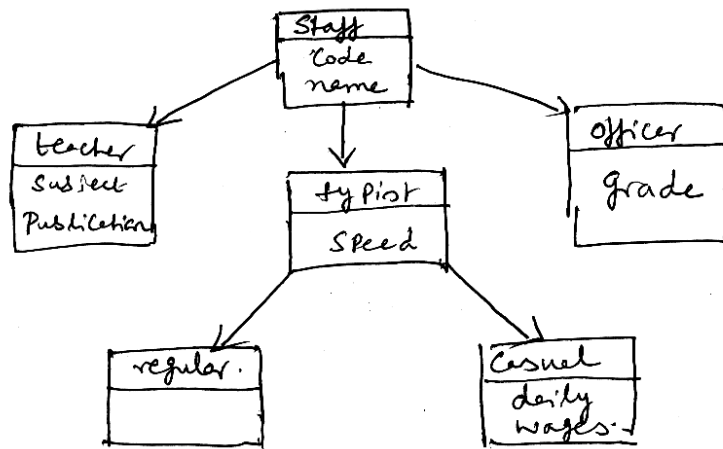 Staff
Code
name
teacher
Subject
Publication
typist
Speed
officer
grade
regular.
Casual
daily
wages.